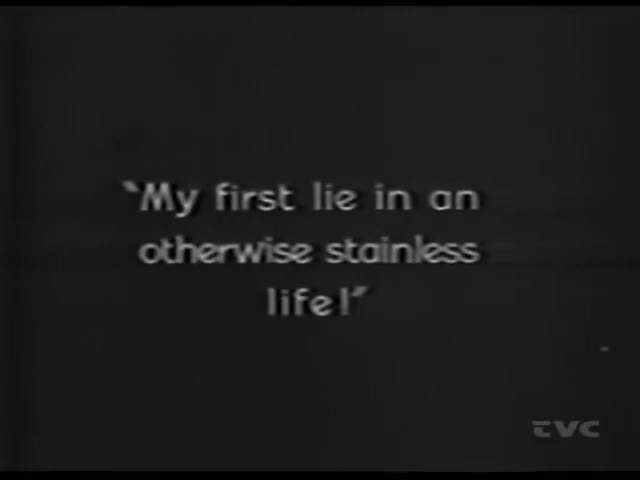 "My first lie in an
otherwise stainless
life!"
TVC